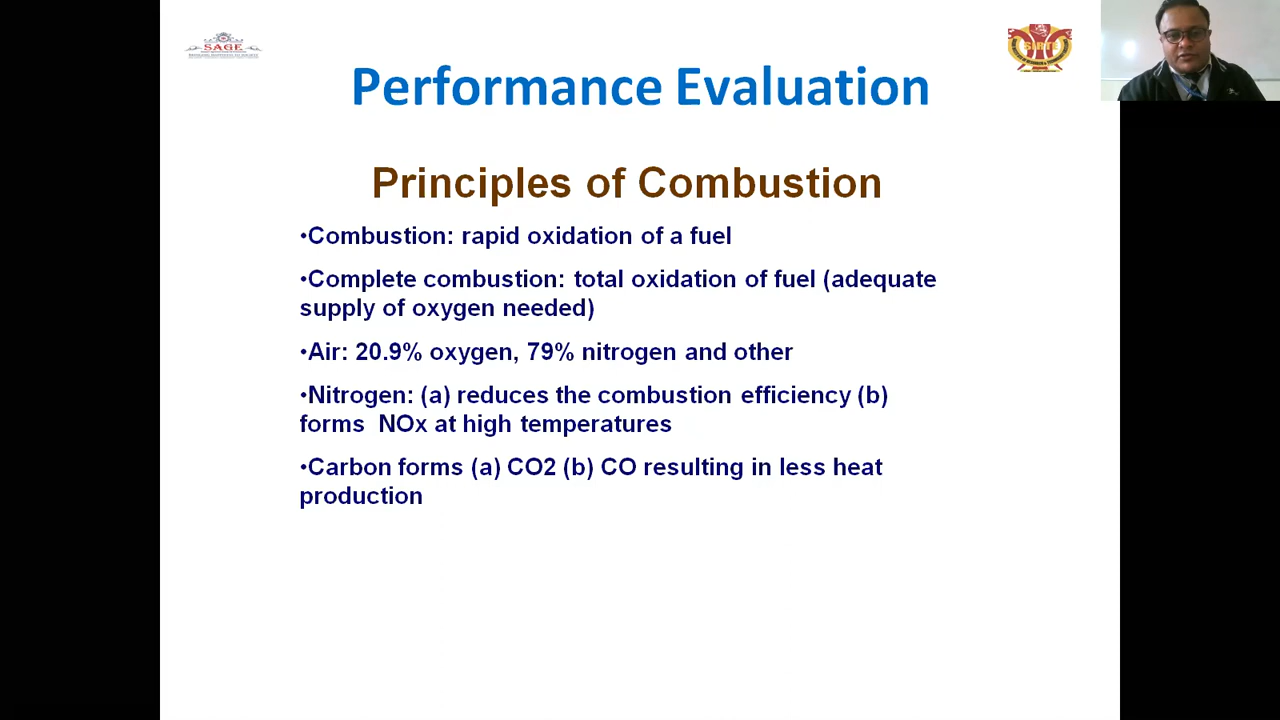 SAGE
SIRTE
Performance Evaluation
Principles of Combustion
•Combustion: rapid oxidation of a fuel
•Complete combustion: total oxidation of fuel (adequate
supply of oxygen needed)
•Air: 20.9% oxygen, 79% nitrogen and other
•Nitrogen: (a) reduces the combustion efficiency (b)
forms  NOx at high temperatures
•Carbon forms (a) CO2 (b) CO resulting in less heat
production